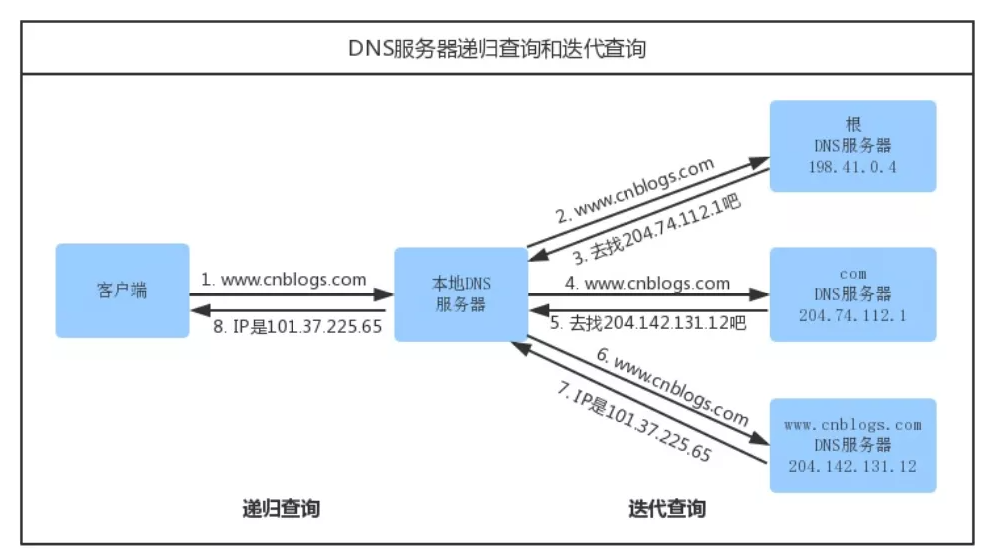 DNS服务器递归查询和迭代查询
根
DNS服务器
198.41.0.4
2. www.cnblogs.com
3. 去找204.74.112.1吧
客户端
1. www.cnblogs.com
8. IP是101.37.225.65
本地DNS
服务器
4. www.cnblogs.com
5. 去找204.142.131.12吧
com
DNS服务器
204.74.112.1
6. www.cnblogs.com
7. IP是101.37.225.65
www.cnblogs.com
DNS服务器
204.142.131.12
递归查询
迭代查询